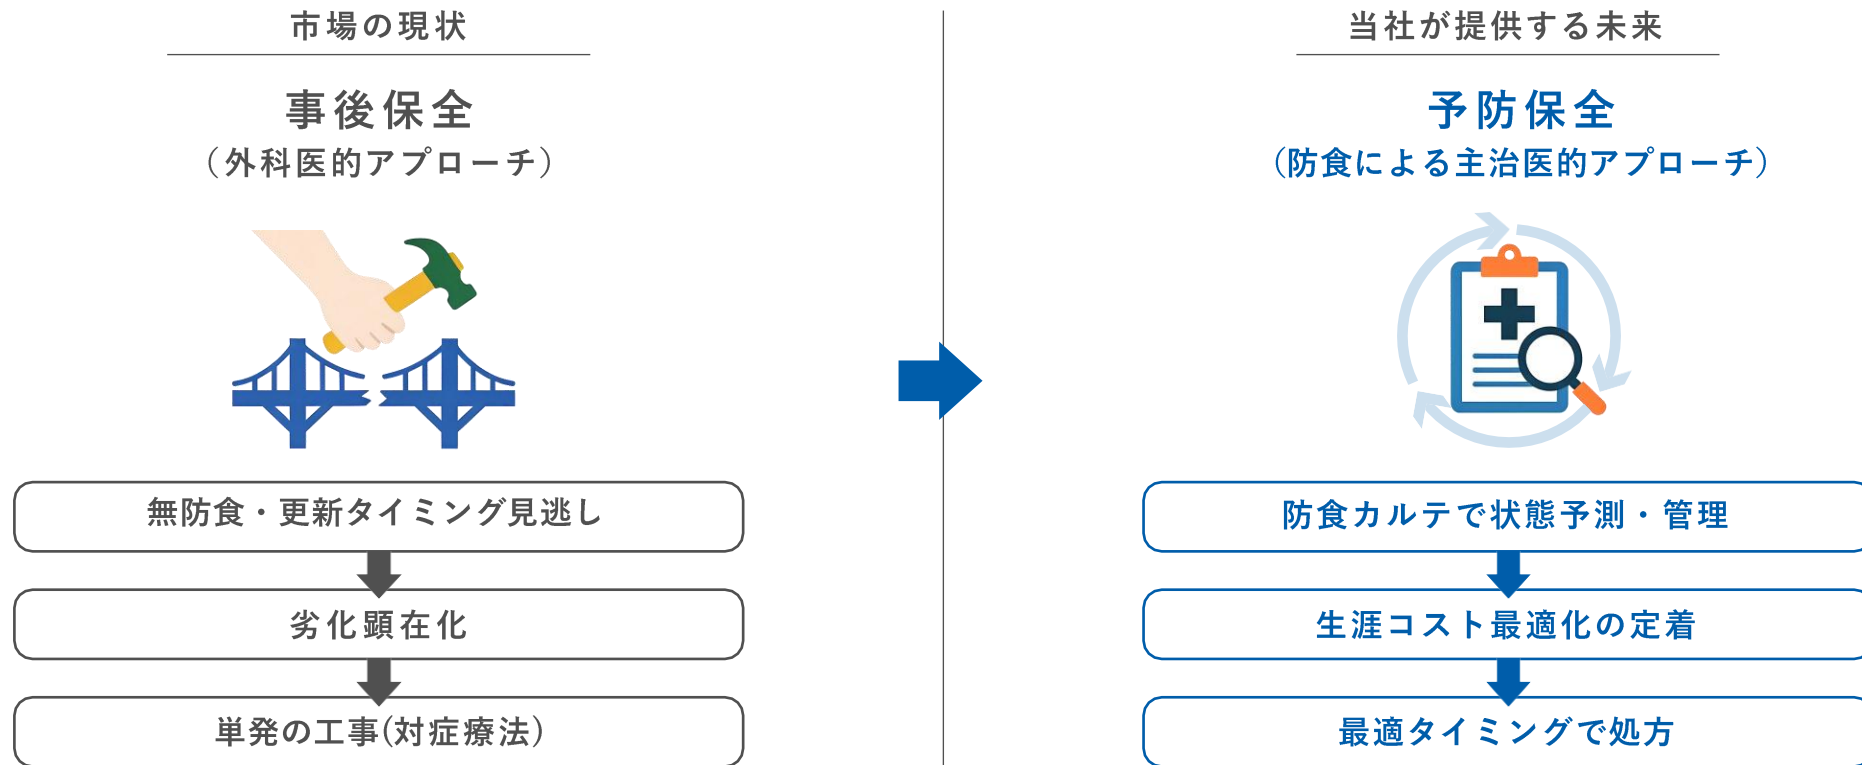 市場の現状
事後保全
（外科医的アプローチ）
無防食・更新タイミング見逃し
劣化顕在化
単発の工事(対症療法)
当社が提供する未来
予防保全
（防食による主治医的アプローチ）
防食カルテで状態予測・管理
生涯コスト最適化の定着
最適タイミングで処方